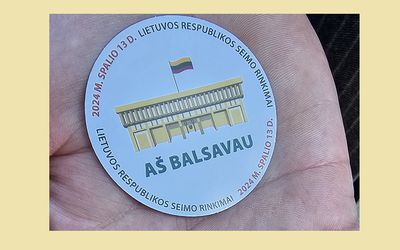 2024 M. SPALIO 13 D. LIETUVOS RESPUBLIKOS SEIMO RINKIMAI
AŠ BALSAVAU
LIETUVOS RESPUBLIKOS SEIMO RINKIMAI 2024 M. SPALIO 13 D.